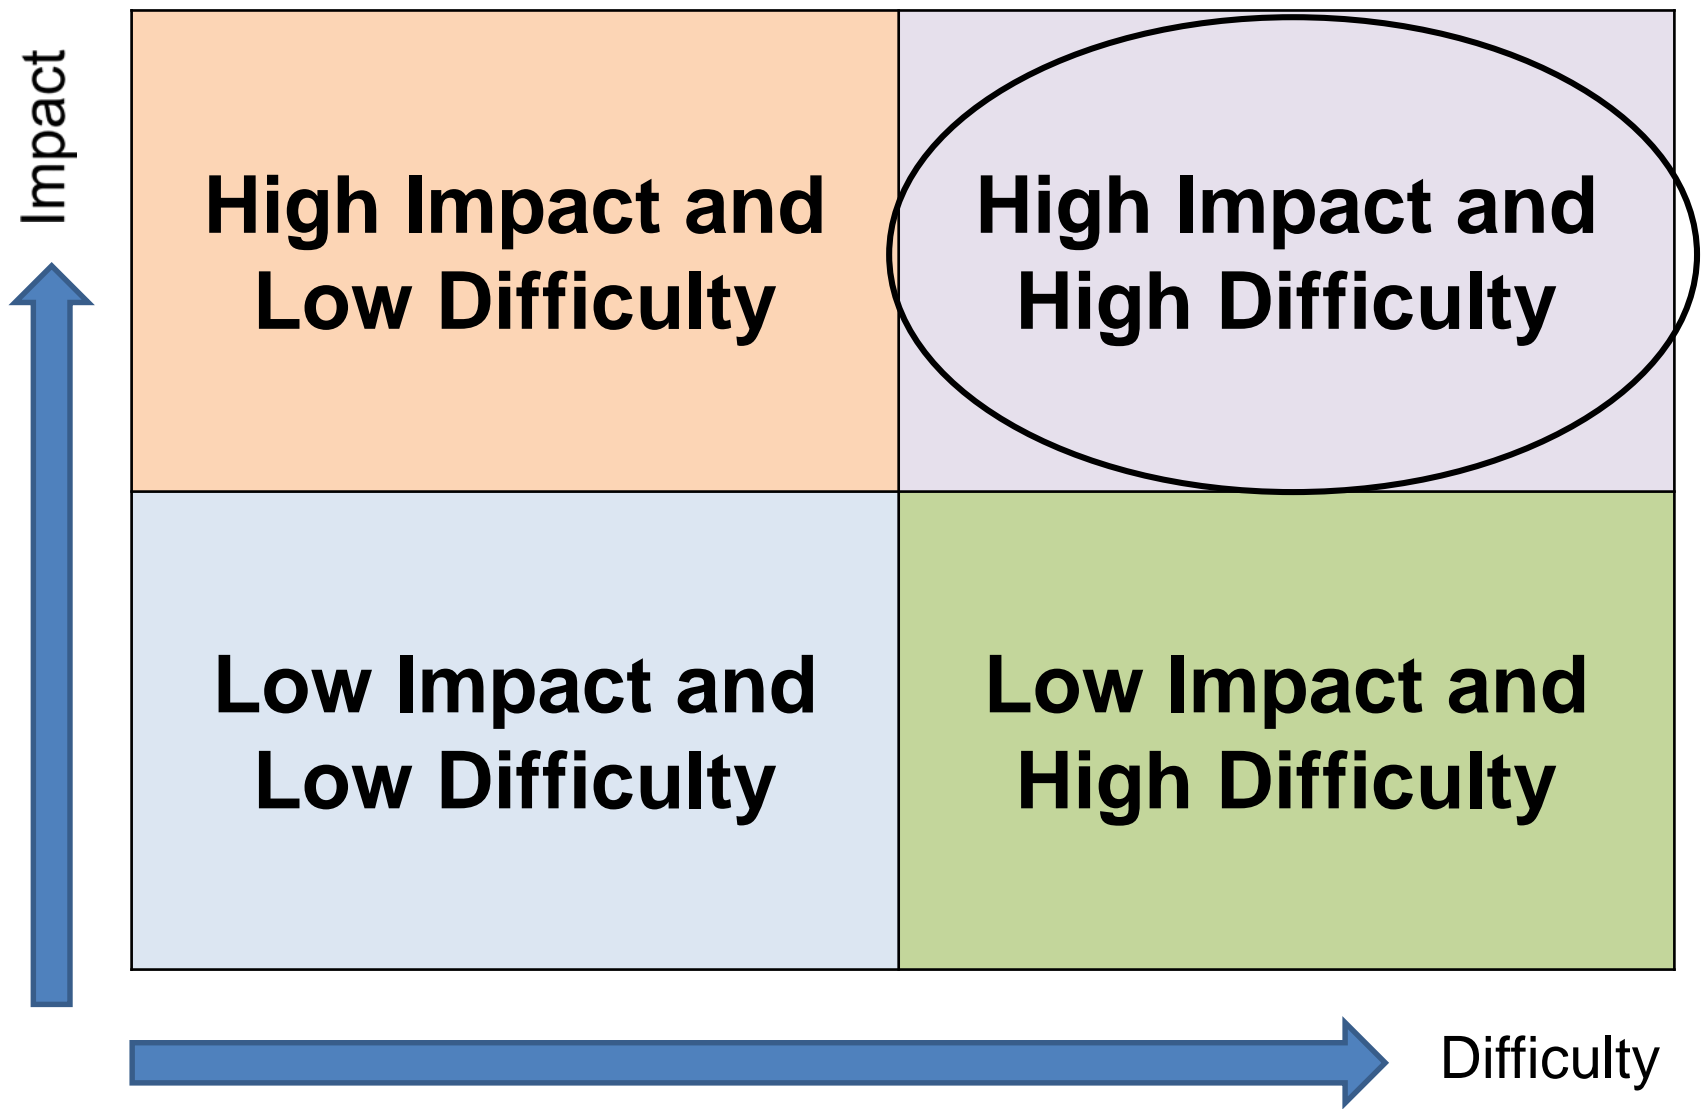 Impact
High Impact and
Low Difficulty
High Impact and
High Difficulty
Low Impact and
Low Difficulty
Low Impact and
High Difficulty
Difficulty